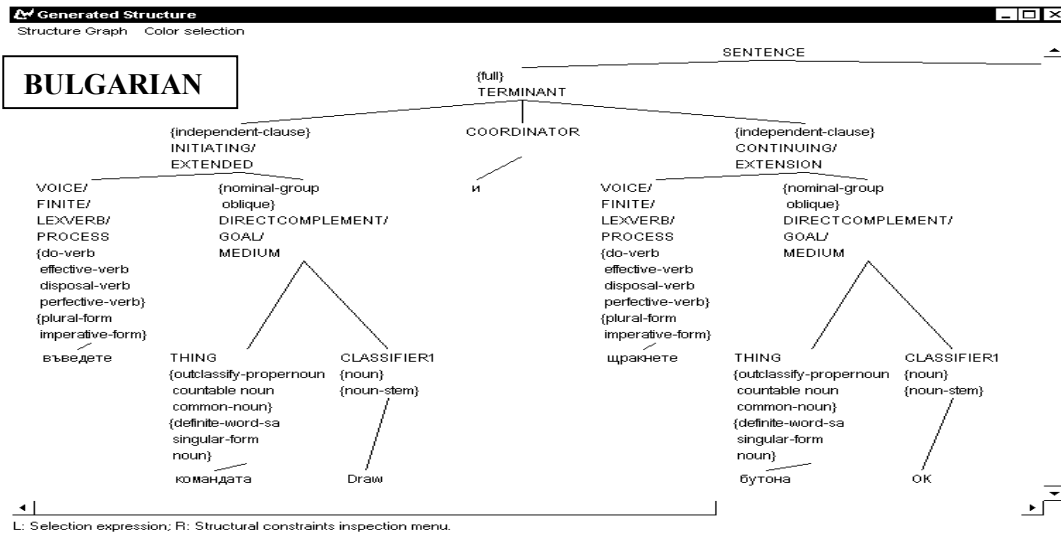 Generated Structure
Structure Graph Color selection
SENTENCE
BULGARIAN
{full}
TERMINANT
{independent-clause}
INITIATING/
EXTENDED
COORDINATOR
{independent-clause}
CONTINUING/
EXTENSION
VOICE/
FINITE/
LEXVERB/
PROCESS
{do-verb
effective-verb
disposal-verb
perfective-verb}
{plural-form
imperative-form}
въведете
{nominal-group
oblique}
DIRECTCOMPLEMENT/
GOAL/
MEDIUM
THING
{outclassify-propernoun
countable noun
common-noun}
{definite-word-sa
singular-form
noun}
командата
CLASSIFIER1
{noun}
{noun-stem}
Draw
и
VOICE/
FINITE/
LEXVERB/
PROCESS
{do-verb
effective-verb
disposal-verb
perfective-verb}
{plural-form
imperative-form}
щракнете
{nominal-group
oblique}
DIRECTCOMPLEMENT/
GOAL/
MEDIUM
THING
{outclassify-propernoun
countable noun
common-noun}
{definite-word-sa
singular-form
noun}
бутона
CLASSIFIER1
{noun}
{noun-stem}
OK
L: Selection expression; R: Structural constraints inspection menu.